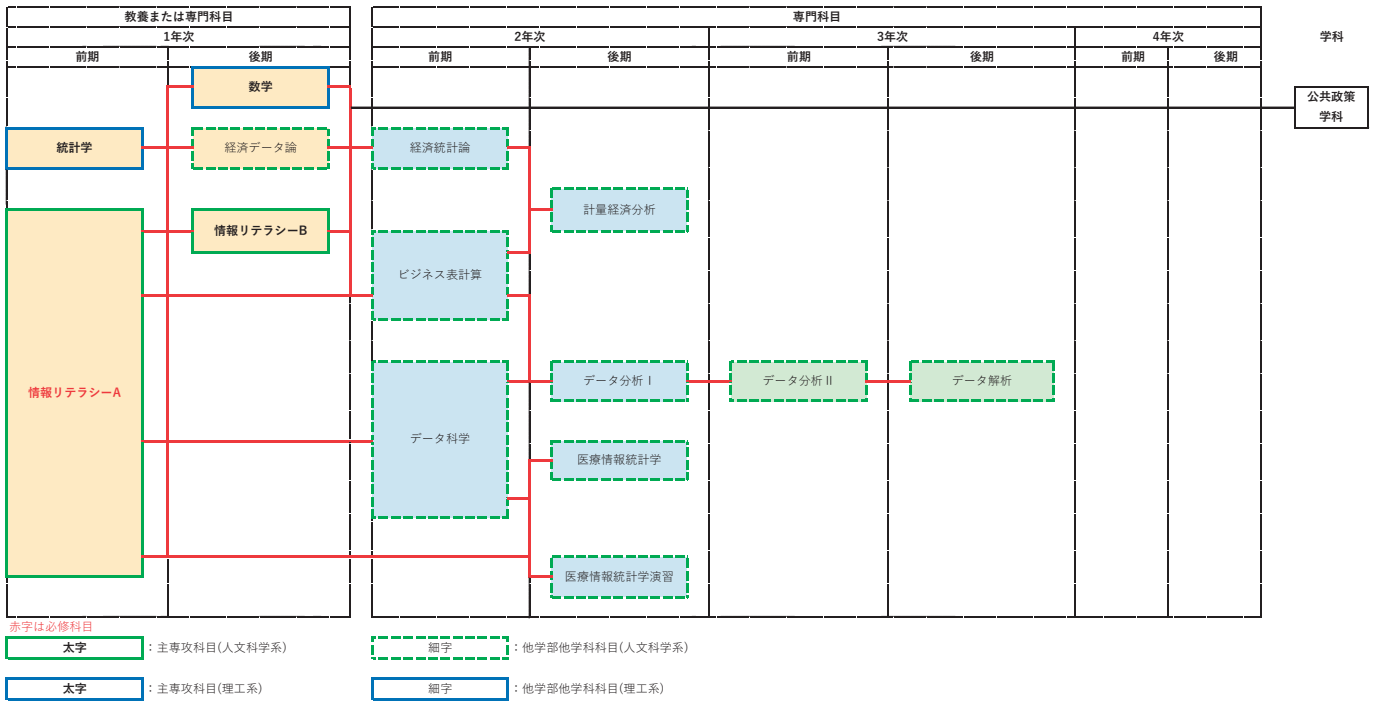 教養または専門科目
専門科目
1年次
2年次
3年次
4年次
学科
前期
後期
前期
後期
前期
後期
前期
後期
数学
公共政策
学科
統計学
経済データ論
経済統計論
計量経済分析
情報リテラシーB
ビジネス表計算
情報リテラシーA
データ分析Ⅰ
データ分析Ⅱ
データ解析
データ科学
医療情報統計学
医療情報統計学演習
赤字は必修科目
太字
：主専攻科目(人文科学系)
細字
：他学部他学科科目(人文科学系)
太字
：主専攻科目(理工系)
細字
：他学部他学科科目(理工系)